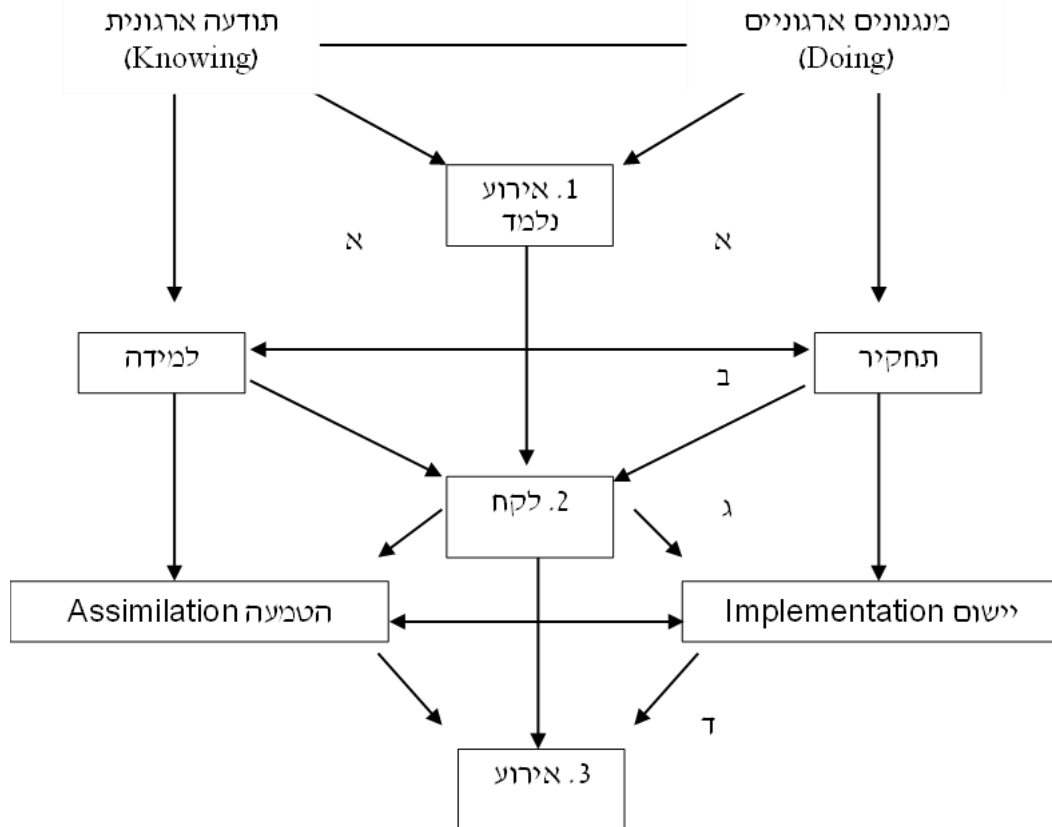 מנגנונים ארגוניים
(Doing)
תודעה ארגונית
(Knowing)
1. אירוע
נלמד
א
א
תחקיר
למידה
ב
2. לקח
ג
יישום Implementation
הטמעה Assimilation
ד
3. אירוע